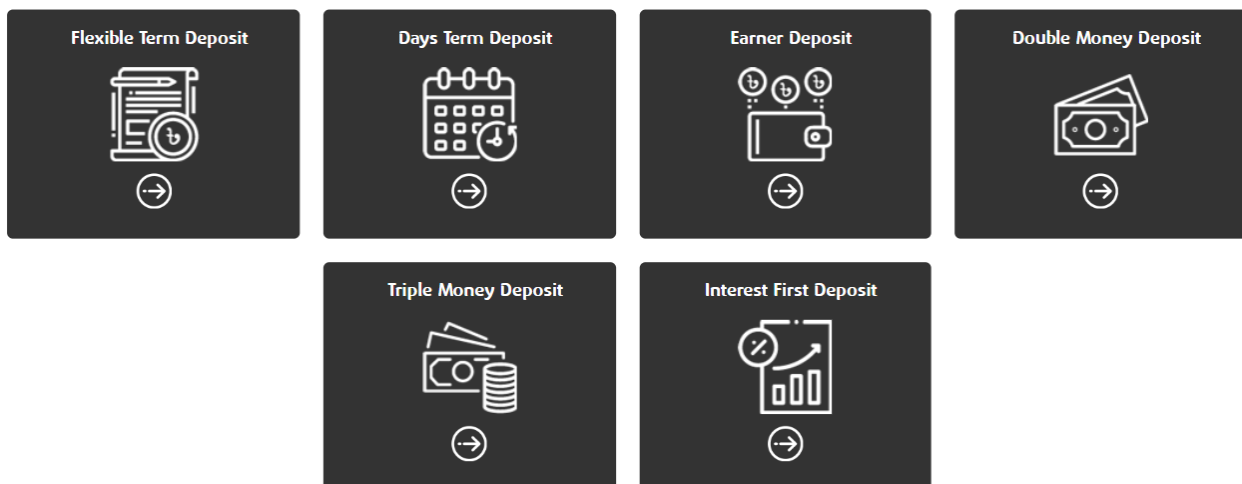 Flexible Term Deposit
Days Term Deposit
Earner Deposit
Double Money Deposit
৳
৳ ৳ ৳
Triple Money Deposit
Interest First Deposit
%